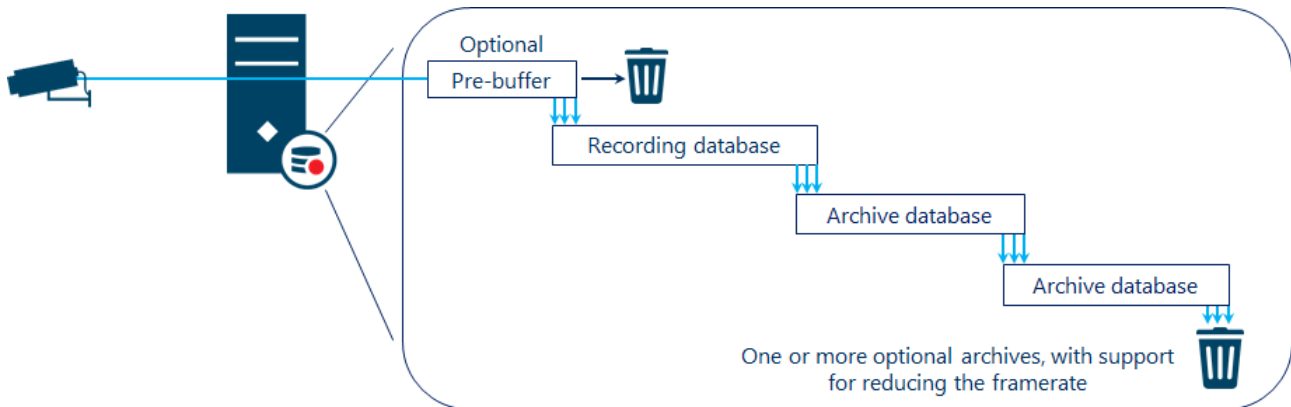 Optional
Pre-buffer
Recording database
Archive database
Archive database
One or more optional archives, with support
for reducing the framerate